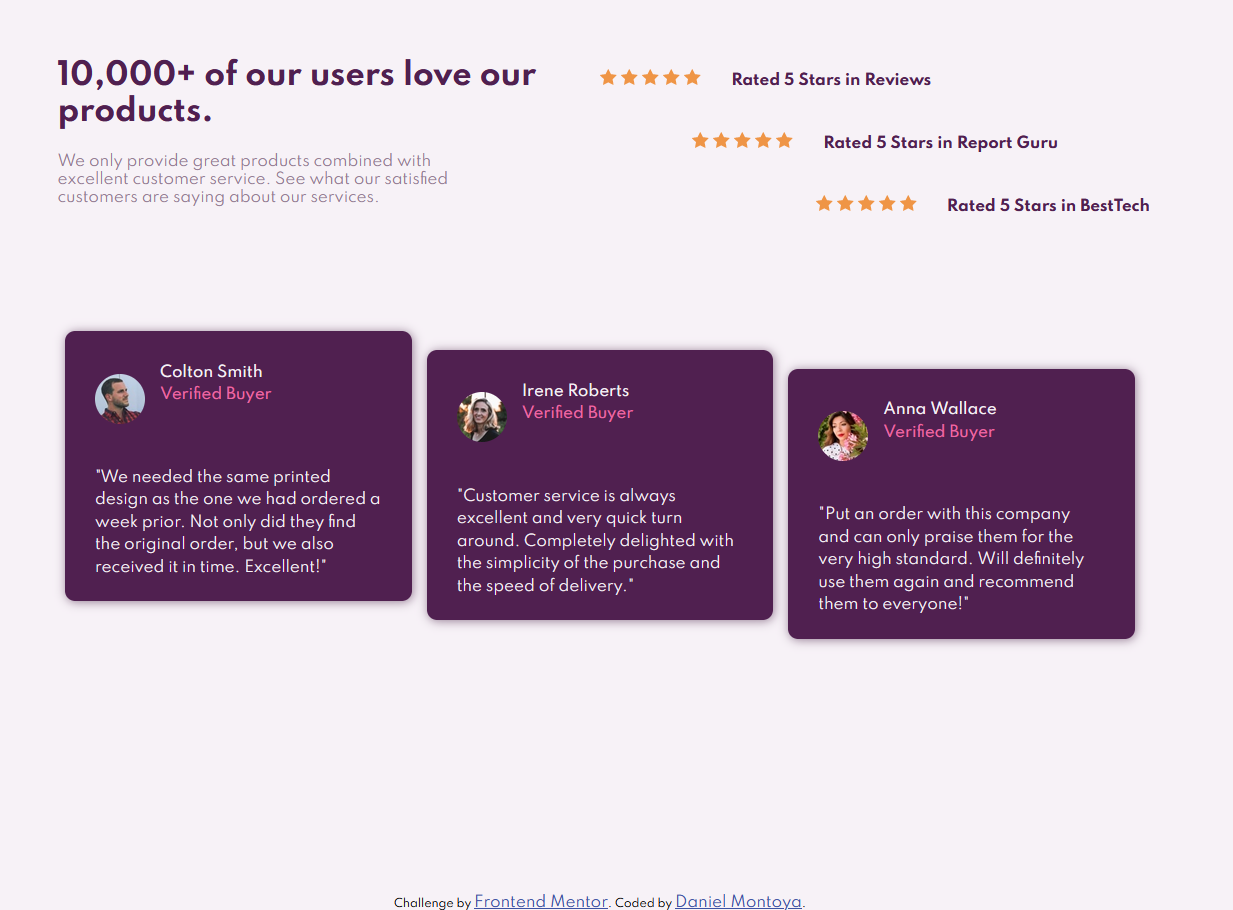 10,000+ of our users love our
products.
We only provide great products combined with
excellent customer service. See what our satisfied
customers are saying about our services.
Rated 5 Stars in Reviews
Rated 5 Stars in Report Guru
Rated 5 Stars in BestTech
Colton Smith
Verified Buyer
"We needed the same printed
design as the one we had ordered a
week prior. Not only did they find
the original order, but we also
received it in time. Excellent!"
Irene Roberts
Verified Buyer
"Customer service is always
excellent and very quick turn
around. Completely delighted with
the simplicity of the purchase and
the speed of delivery."
Anna Wallace
Verified Buyer
"Put an order with this company
and can only praise them for the
very high standard. Will definitely
use them again and recommend
them to everyone!"
Challenge by Frontend Mentor. Coded by Daniel Montoya.